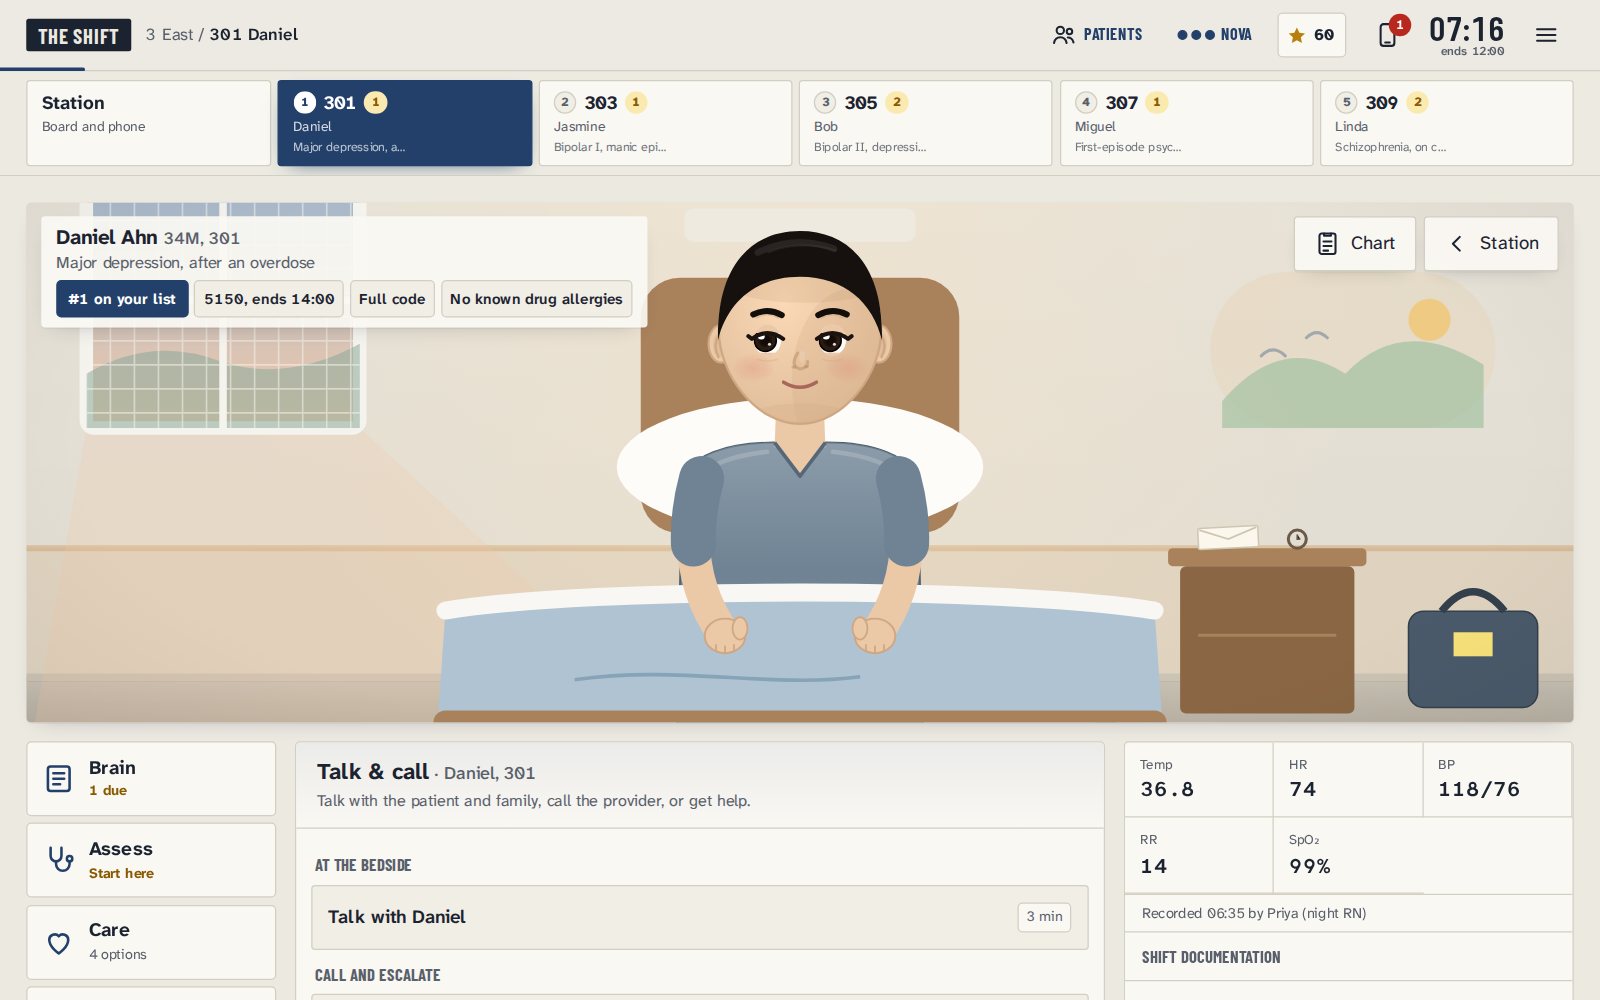 THE SHIFT
3 East / 301 Daniel
PATIENTS
NOVA
60
1
07:16
ends 12:00
Station
Board and phone
1 301 1
Daniel
Major depression, a...
2 303 1
Jasmine
Bipolar I, manic epi...
3 305 2
Bob
Bipolar II, depressi...
4 307 1
Miguel
First-episode psyc...
5 309 2
Linda
Schizophrenia, on c...
Daniel Ahn 34M, 301
Major depression, after an overdose
#1 on your list
5150, ends 14:00
Full code
No known drug allergies
Chart
Station
Brain
1 due
Assess
Start here
Care
4 options
Talk & call · Daniel, 301
Talk with the patient and family, call the provider, or get help.
AT THE BEDSIDE
Talk with Daniel
3 min
CALL AND ESCALATE
Temp
36.8
HR
74
BP
118/76
RR
14
SpO₂
99%
Recorded 06:35 by Priya (night RN)
SHIFT DOCUMENTATION